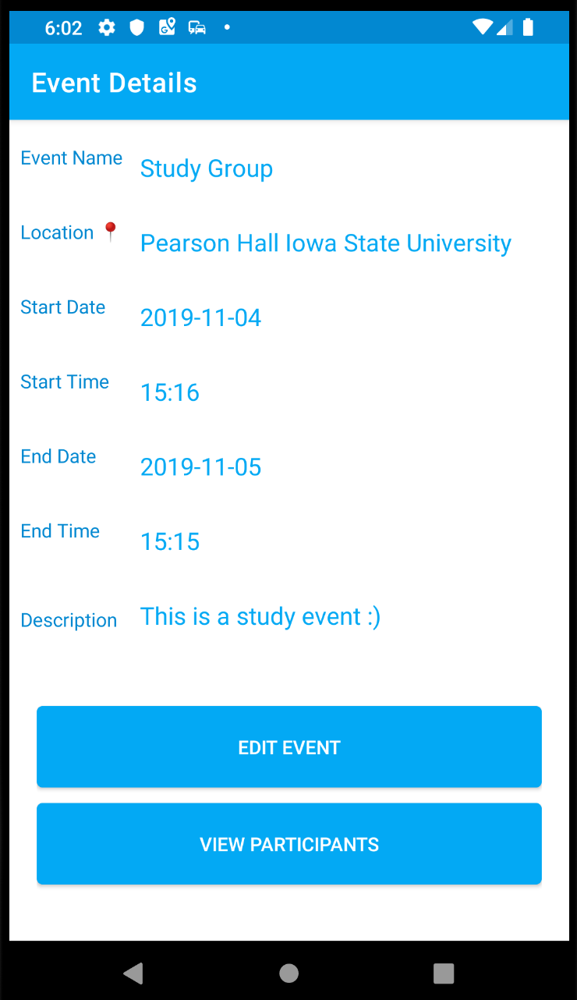 6:02
Event Details
Event Name Study Group
Location 📍 Pearson Hall Iowa State University
Start Date 2019-11-04
Start Time 15:16
End Date 2019-11-05
End Time 15:15
Description This is a study event :)
EDIT EVENT
VIEW PARTICIPANTS